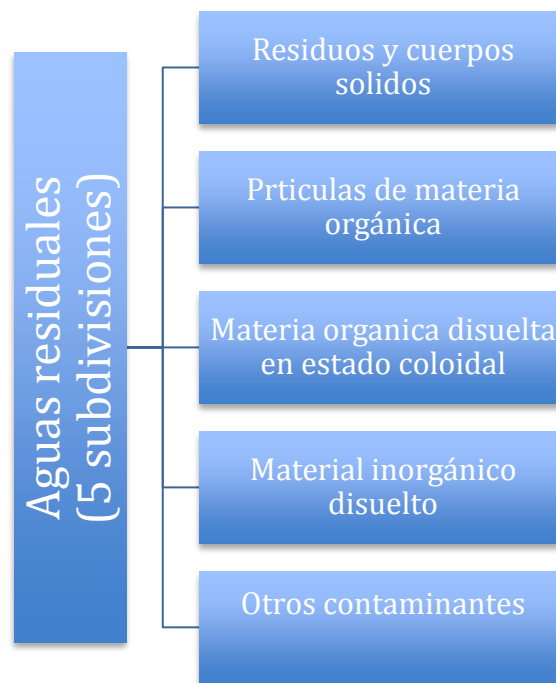 Aguas residuales
(5 subdivisiones)
Residuos y cuerpos
solidos
Prticulas de materia
orgánica
Materia organica disuelta
en estado coloidal
Material inorgánico
disuelto
Otros contaminantes